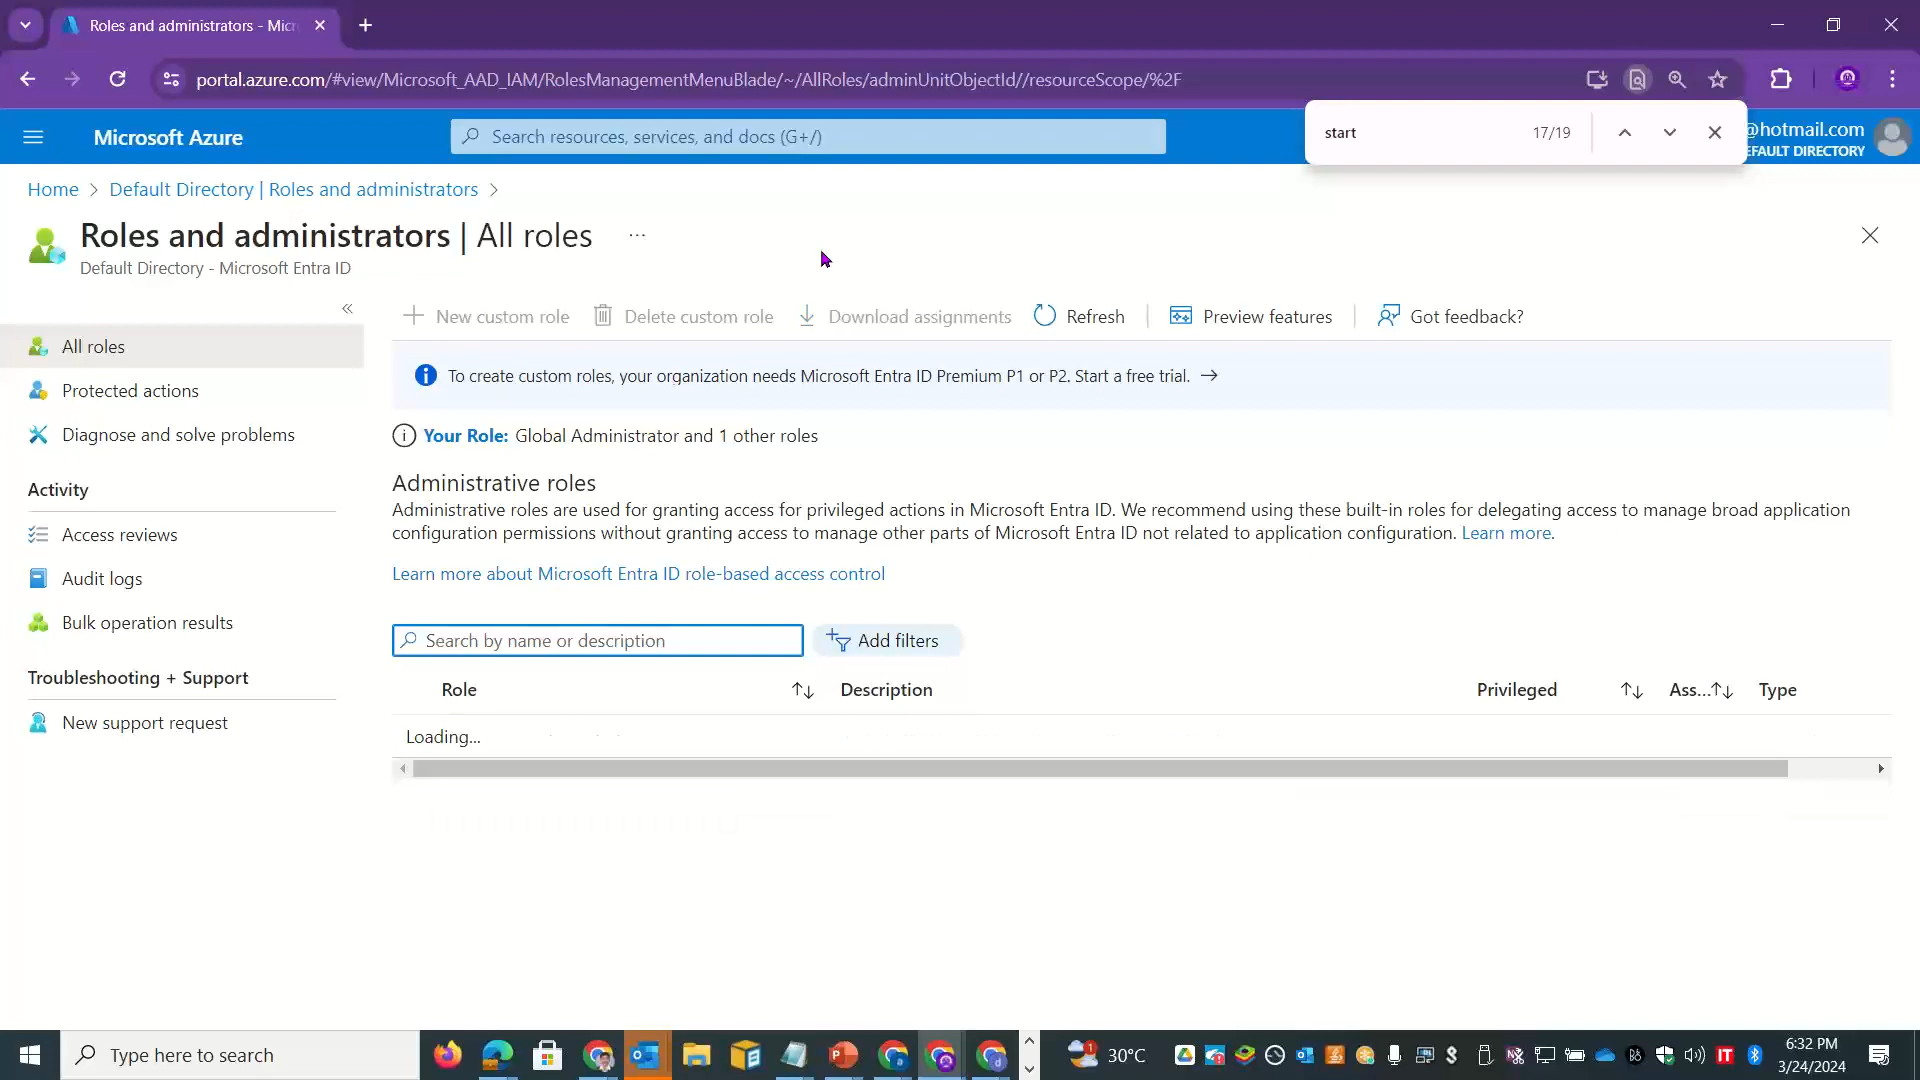 Roles and administrators - Micr
portal.azure.com/#view/Microsoft_AAD_IAM/RolesManagementMenuBlade/~/AllRoles/adminUnitObjectId//resourceScope/%2F
start
17/19
Microsoft Azure
Search resources, services, and docs (G+/)
@hotmail.com
EFAULT DIRECTORY
Home > Default Directory | Roles and administrators >
Roles and administrators | All roles ...
Default Directory - Microsoft Entra ID
New custom role
Delete custom role
Download assignments
Refresh
Preview features
Got feedback?
All roles
Protected actions
Diagnose and solve problems
Activity
Access reviews
Audit logs
Bulk operation results
Troubleshooting + Support
New support request
To create custom roles, your organization needs Microsoft Entra ID Premium P1 or P2. Start a free trial. →
Your Role: Global Administrator and 1 other roles
Administrative roles
Administrative roles are used for granting access for privileged actions in Microsoft Entra ID. We recommend using these built-in roles for delegating access to manage broad application
configuration permissions without granting access to manage other parts of Microsoft Entra ID not related to application configuration. Learn more.
Learn more about Microsoft Entra ID role-based access control
Search by name or description
Add filters
Role
Description
Privileged
Ass...
Type
Loading...
Type here to search
30°C
6:32 PM
3/24/2024